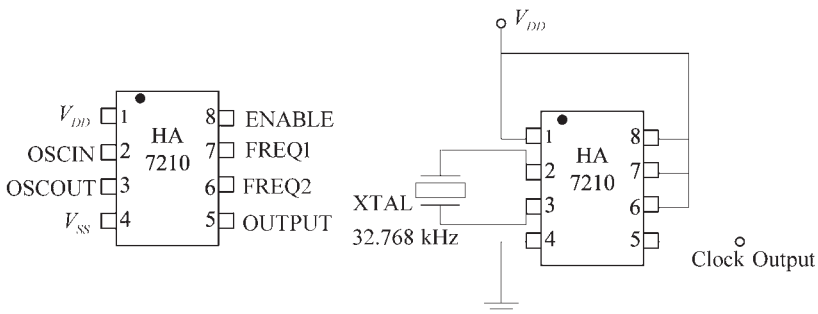 V_DD 1 8 ENABLE
OSCIN 2 7 FREQ1
OSCOUT 3 6 FREQ2
V_SS 4 5 OUTPUT
HA
7210
V_DD
1 8
2 7
3 6
4 5
HA
7210
XTAL
32.768 kHz
Clock Output